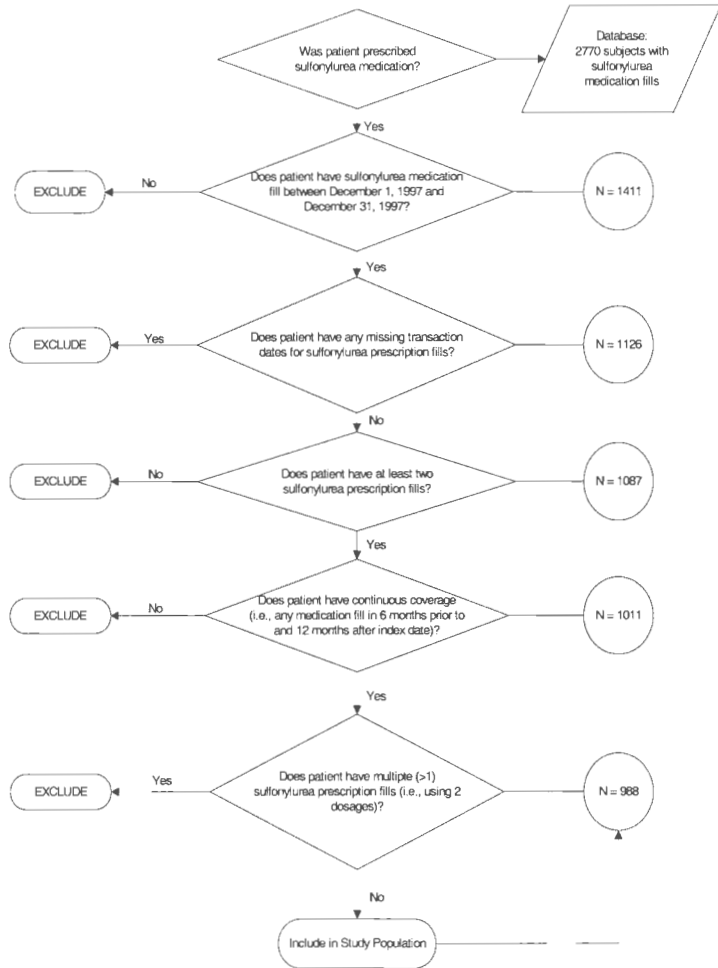 Was patient prescribed
sulfonylurea medication?
Database:
2770 subjects with
sulfonylurea
medication fills
Yes
Does patient have sulfonylurea medication
fill between December 1, 1997 and
December 31, 1997?
No
EXCLUDE
N = 1411
Yes
Does patient have any missing transaction
dates for sulfonylurea prescription fills?
Yes
EXCLUDE
N = 1126
No
Does patient have at least two
sulfonylurea prescription fills?
No
EXCLUDE
N = 1087
Yes
Does patient have continuous coverage
(i.e., any medication fill in 6 months prior to
and 12 months after index date)?
No
EXCLUDE
N = 1011
Yes
Does patient have multiple (>1)
sulfonylurea prescription fills (i.e., using 2
dosages)?
Yes
EXCLUDE
N = 988
No
Include in Study Population